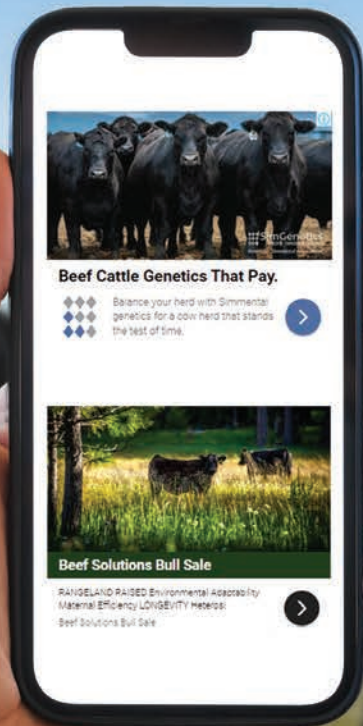 SimGenetics
Beef Cattle Genetics That Pay.
Balance your herd with Simmental
genetics for a cow herd that stands
the test of time.
Beef Solutions Bull Sale
RANGELAND RAISED Environmental Adaptability
Maternal Efficiency LONGEVITY Heterosi
Beef Solutions Bull Sale